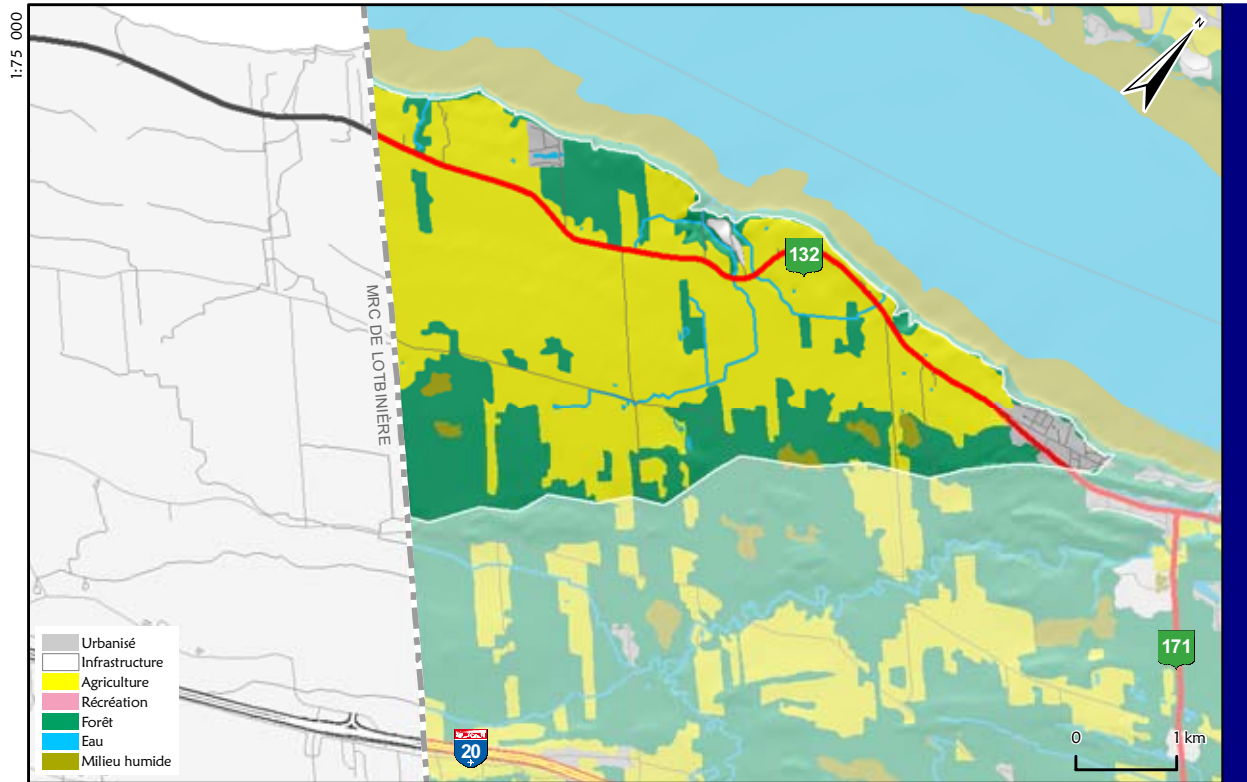 1:75 000
N
132
MRC DE LOTBINIÈRE
171
20
Urbanisé
Infrastructure
Agriculture
Récréation
Forêt
Eau
Milieu humide
0 1 km